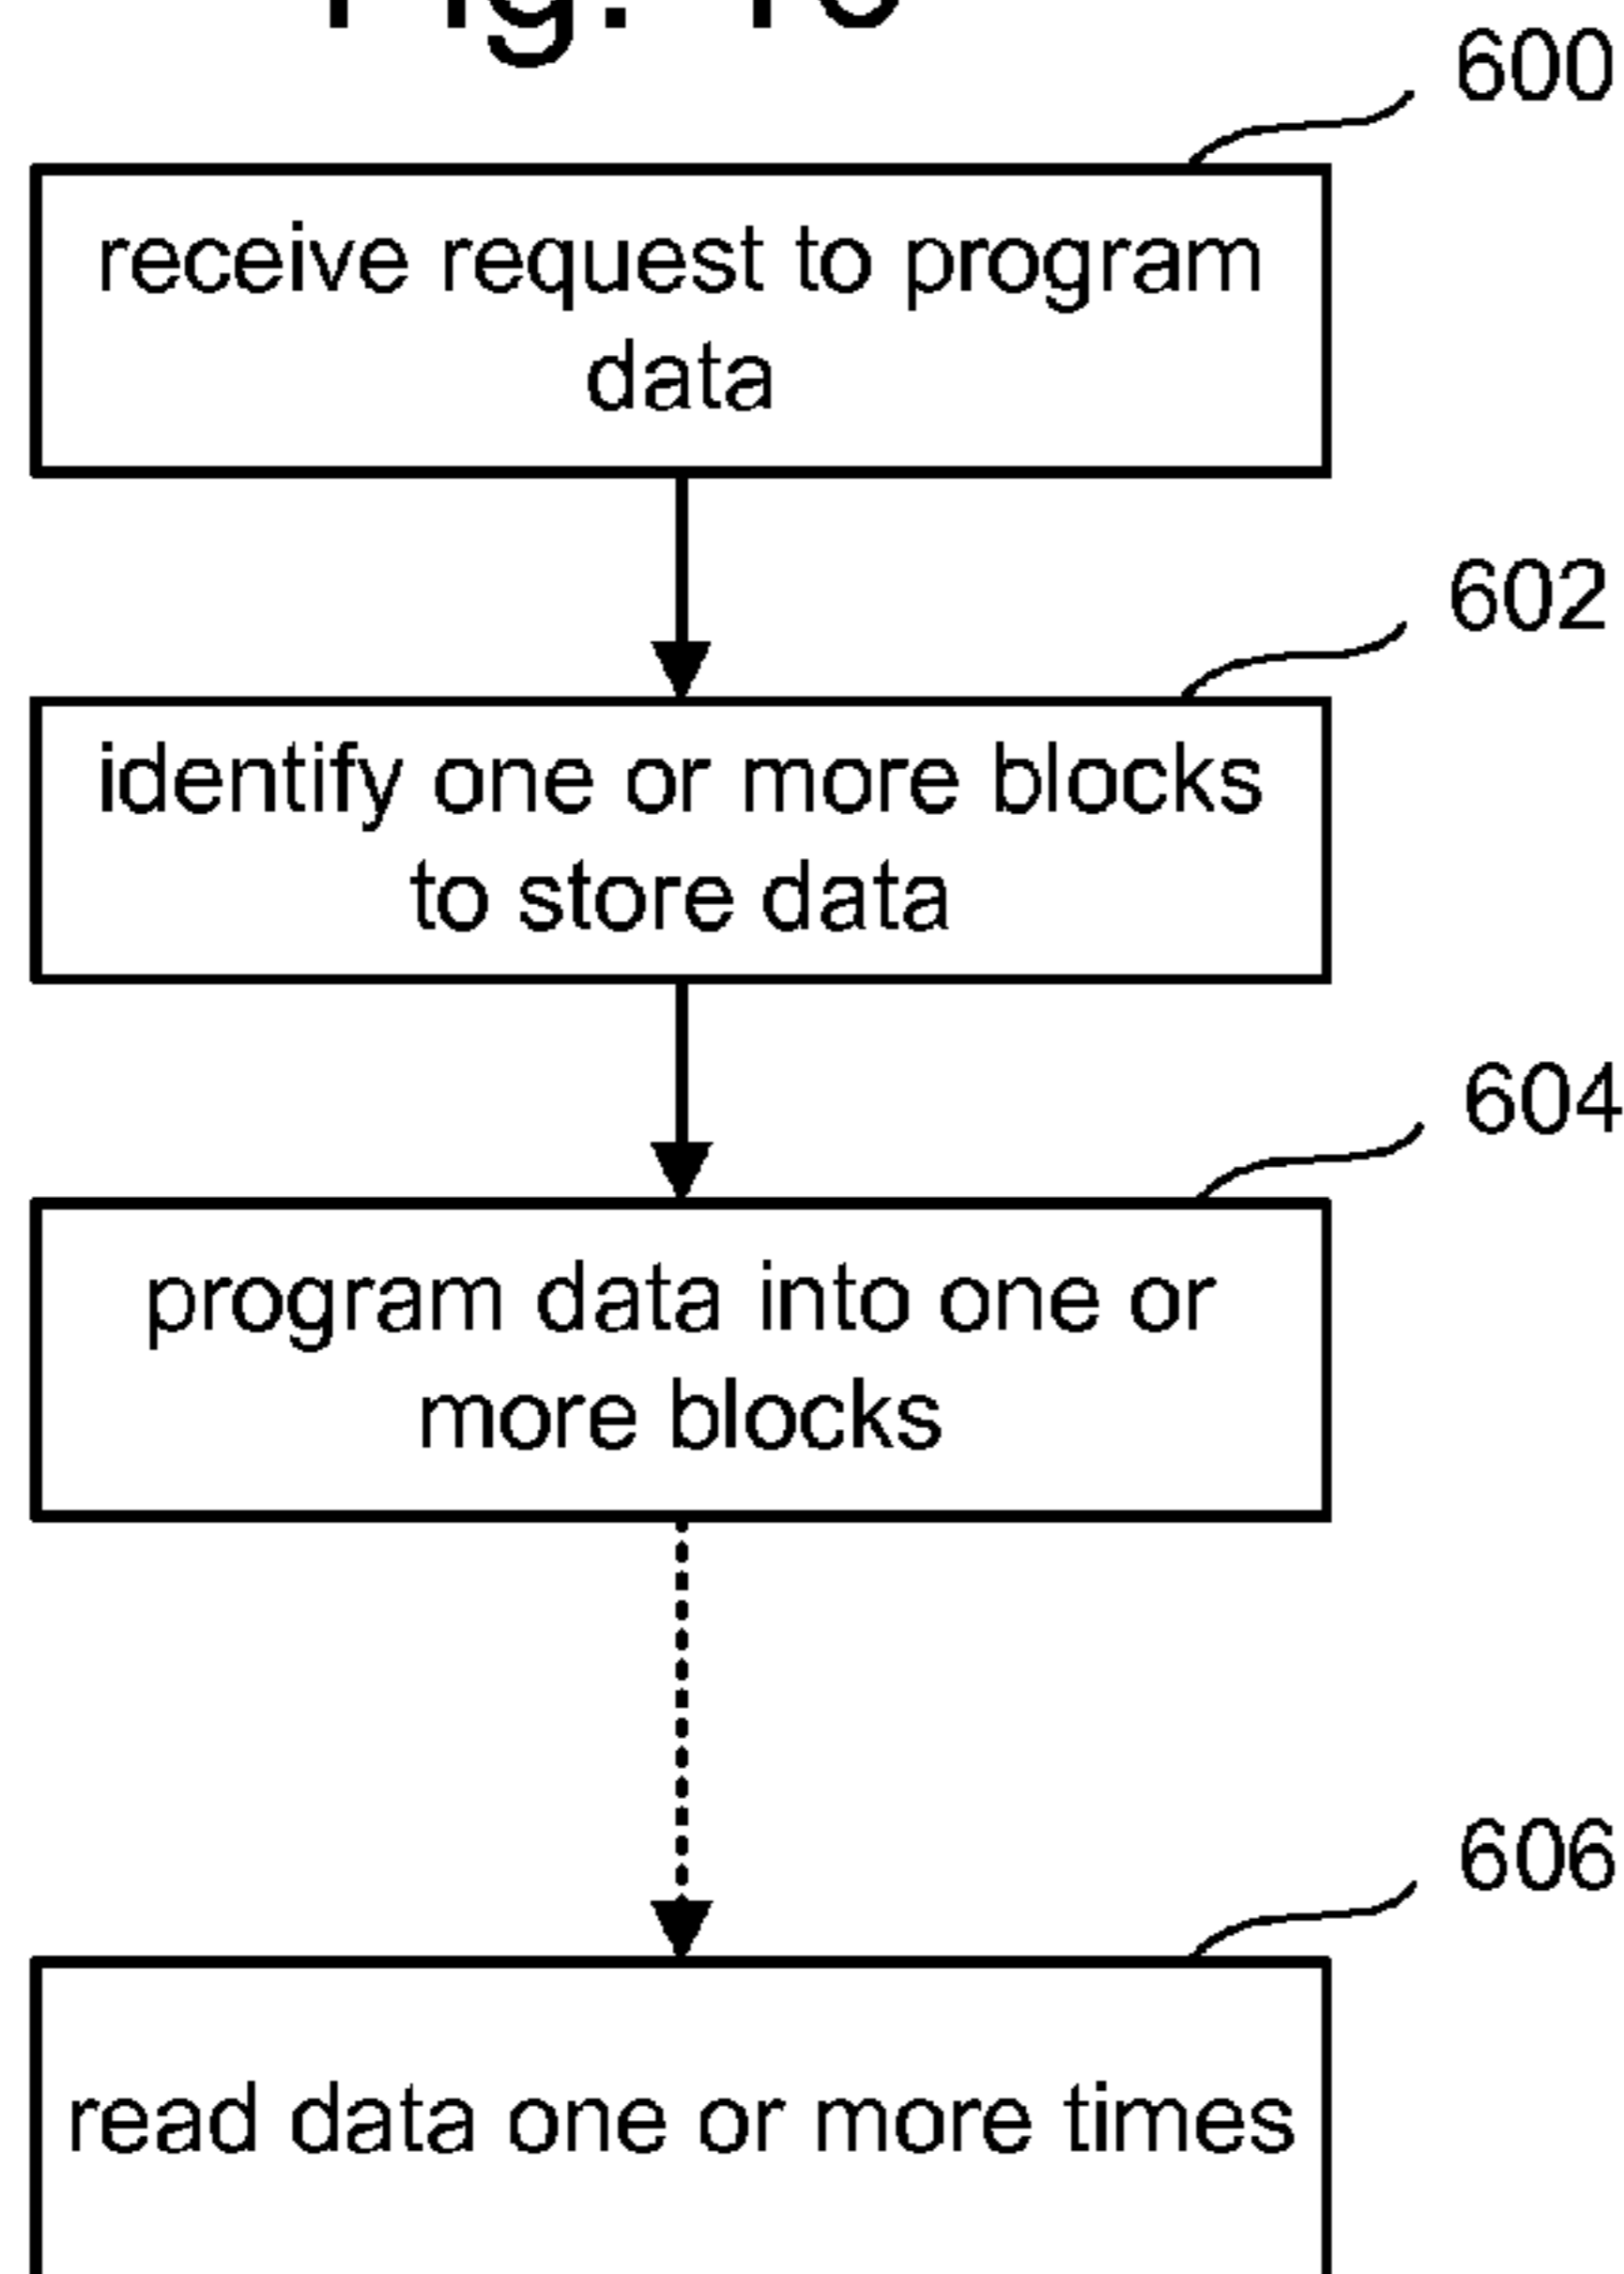 Fig.
600
receive request to program
data
602
identify one or more blocks
to store data
604
program data into one or
more blocks
606
read data one or more times